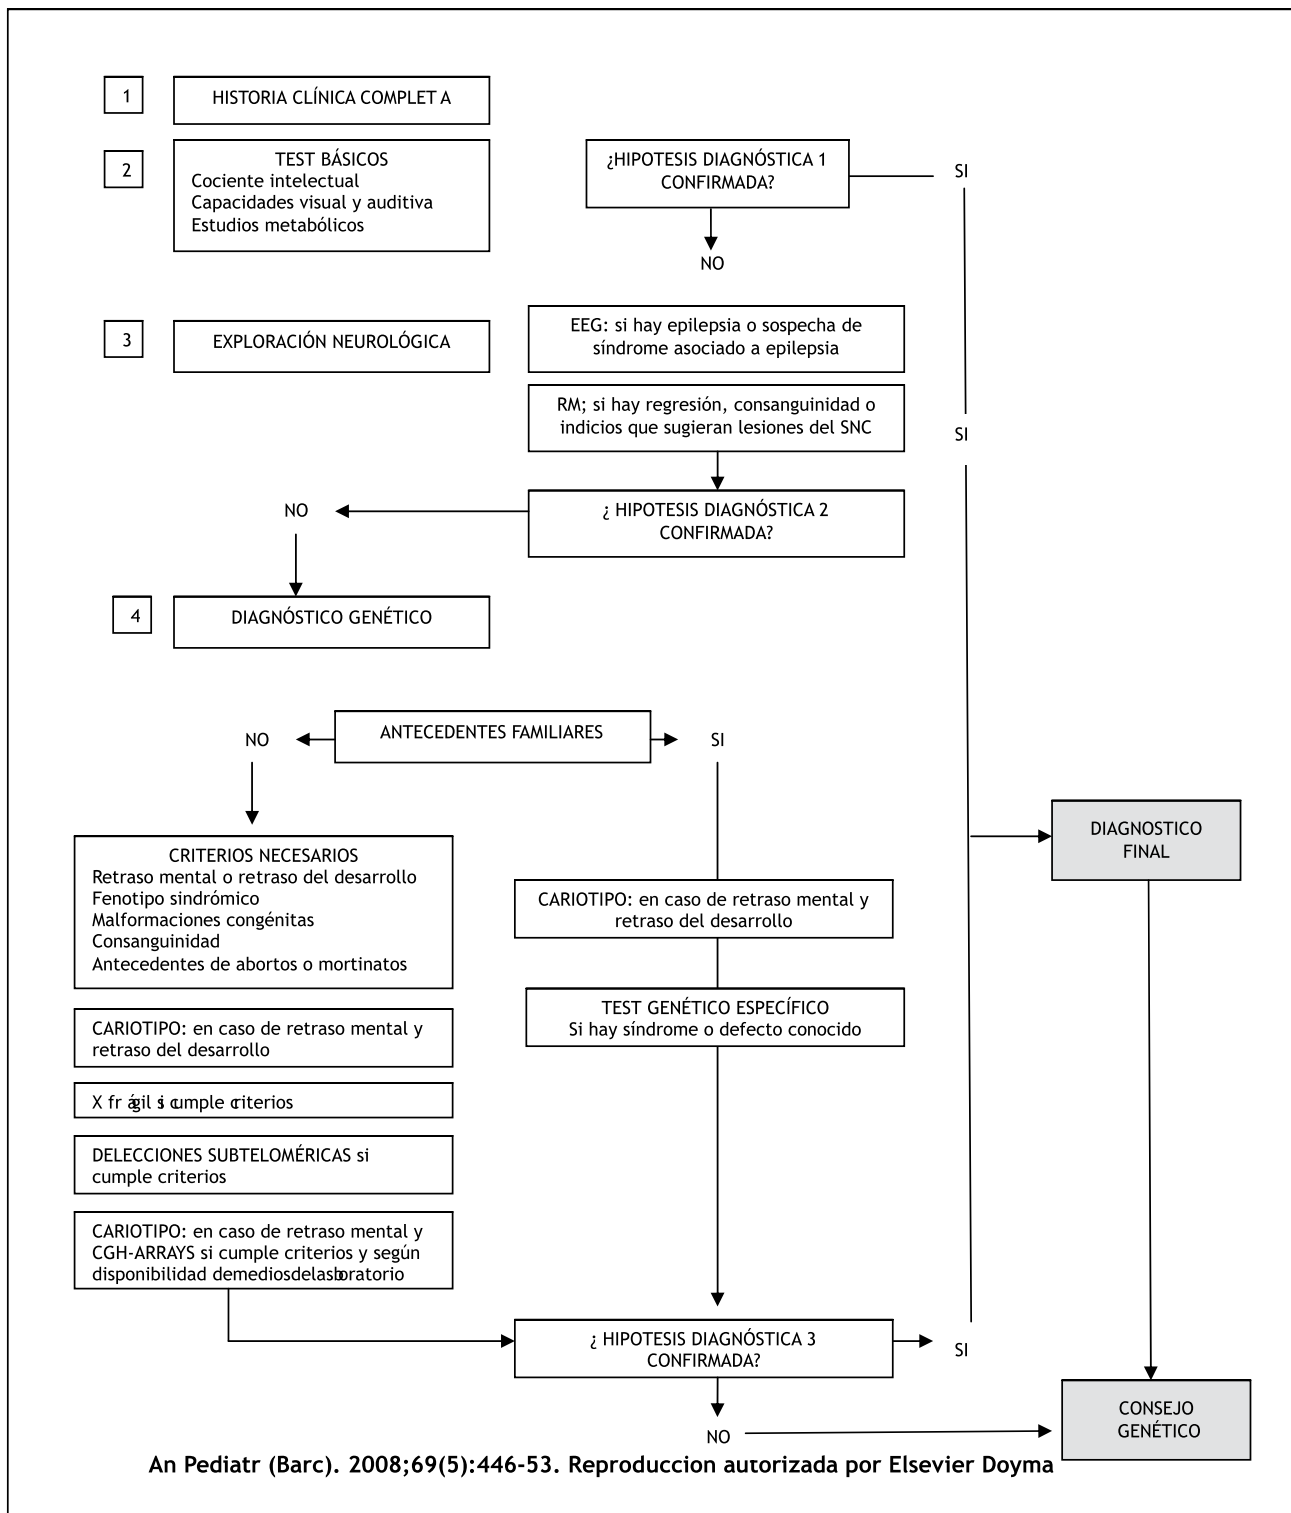 1
HISTORIA CLÍNICA COMPLET A
2
TEST BÁSICOS
Cociente intelectual
Capacidades visual y auditiva
Estudios metabólicos
¿HIPOTESIS DIAGNÓSTICA 1
CONFIRMADA?
SI
NO
3
EXPLORACIÓN NEUROLÓGICA
EEG: si hay epilepsia o sospecha de
síndrome asociado a epilepsia
RM; si hay regresión, consanguinidad o
indicios que sugieran lesiones del SNC
SI
NO
¿ HIPOTESIS DIAGNÓSTICA 2
CONFIRMADA?
4
DIAGNÓSTICO GENÉTICO
NO
ANTECEDENTES FAMILIARES
SI
CRITERIOS NECESARIOS
Retraso mental o retraso del desarrollo
Fenotipo sindrómico
Malformaciones congénitas
Consanguinidad
Antecedentes de abortos o mortinatos
CARIOTIPO: en caso de retraso mental y
retraso del desarrollo
X fr ágil si cumple criterios
DELECCIONES SUBTELOMÉRICAS si
cumple criterios
CARIOTIPO: en caso de retraso mental y
CGH-ARRAYS si cumple criterios y según
disponibilidad
CARIOTIPO: en caso de retraso mental y
retraso del desarrollo
TEST GENÉTICO ESPECÍFICO
Si hay síndrome o defecto conocido
¿ HIPOTESIS DIAGNÓSTICA 3
CONFIRMADA?
SI
NO
DIAGNOSTICO
FINAL
CONSEJO
GENÉTICO
An Pediatr (Barc). 2008;69(5):446-53. Reproduccion autorizada por Elsevier Doyma